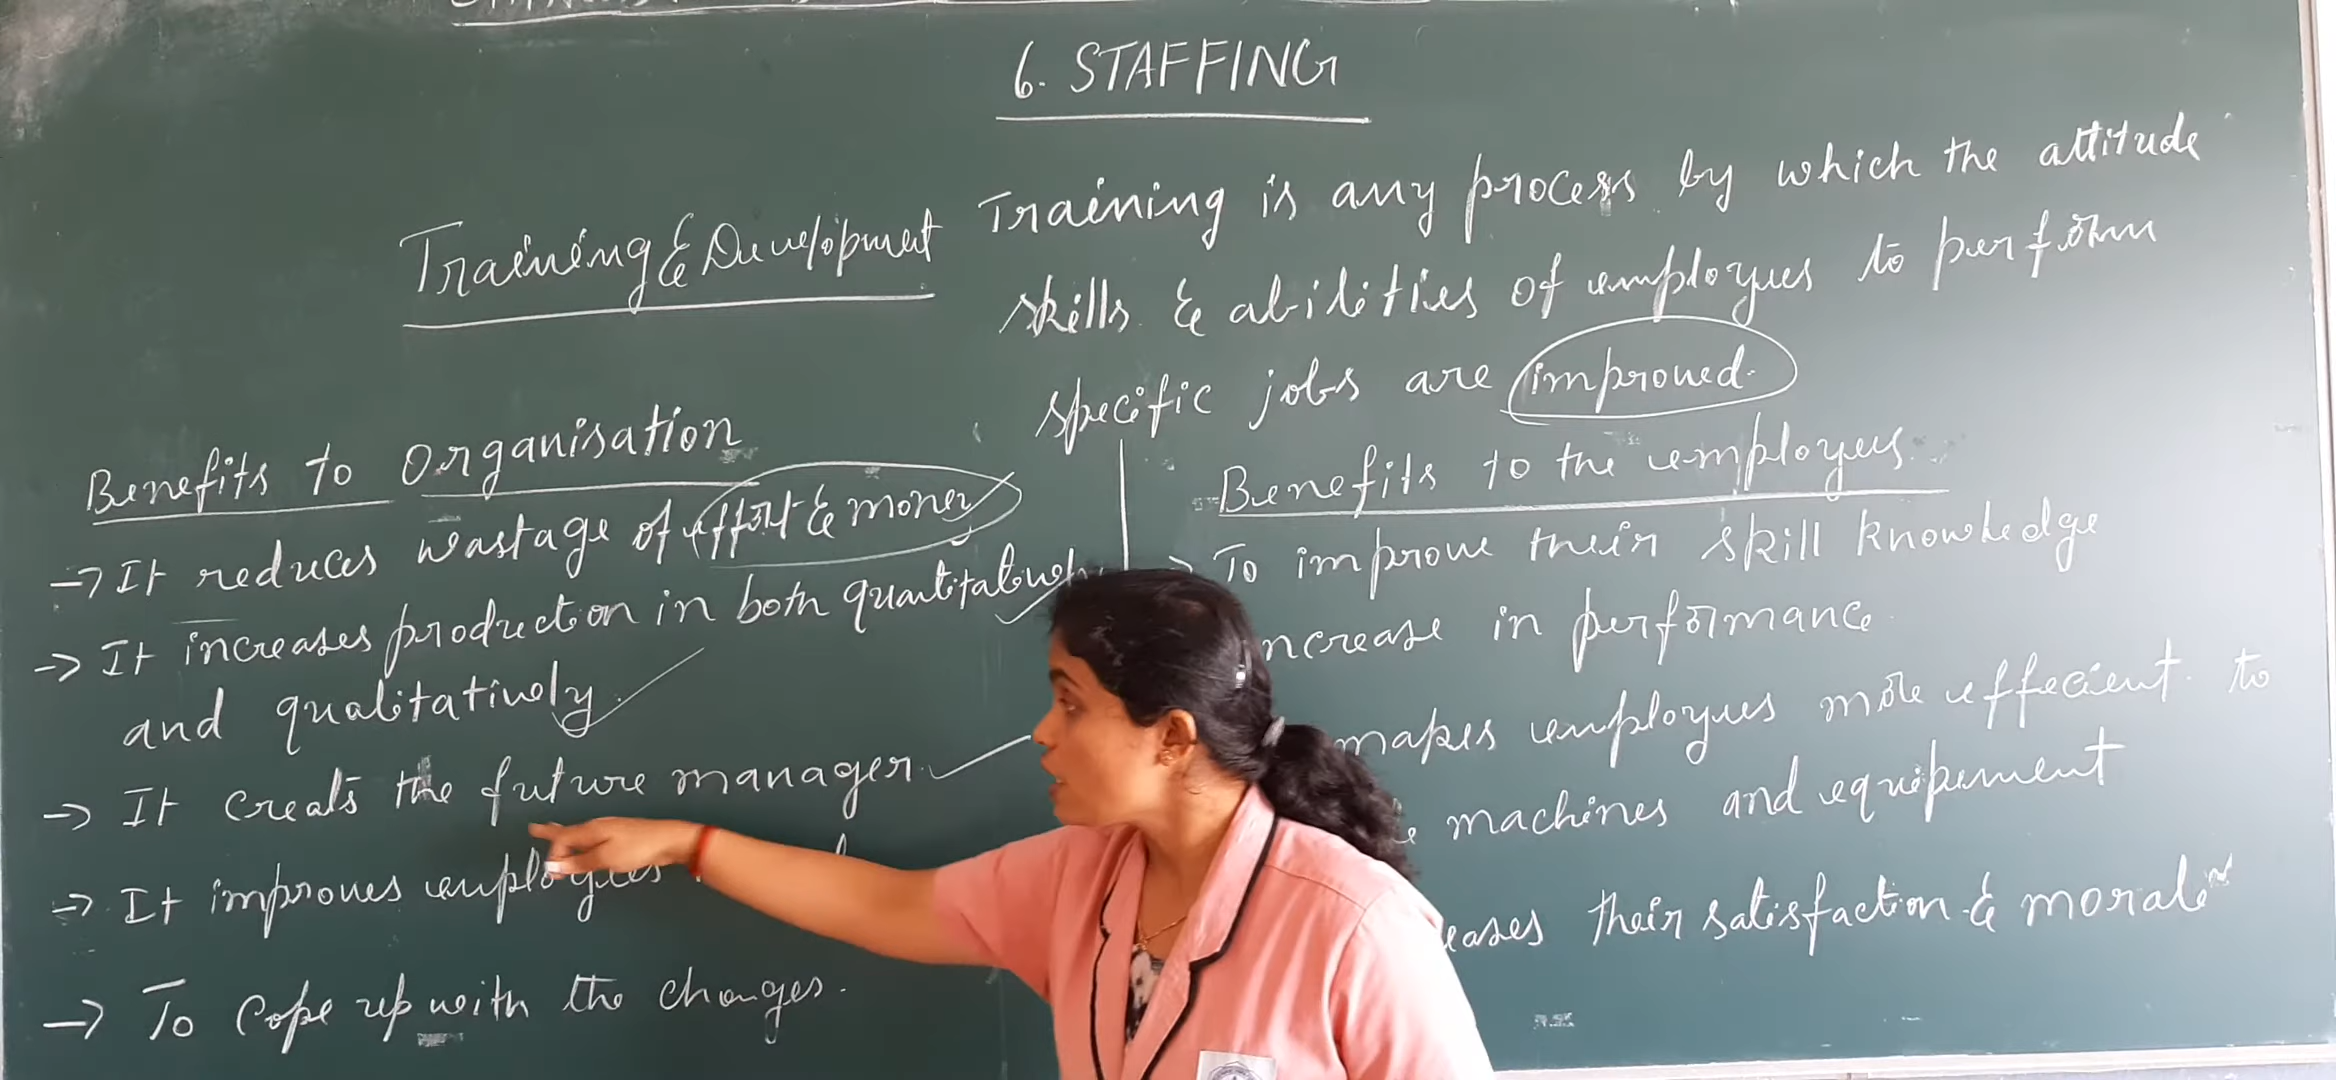 6. STAFFING
Training & Development
Training is any process by which the attitude
skills & abilities of employees to perform
specific jobs are improved.
Benefits to Organisation
→ It reduces wastage of effort & money
→ It increases production in both quantitatively
and qualitatively.
→ It creats the future manager.
→ It improves employees
→ To Cope up with the changes.
Benefits to the employees
To improve their skill knowledge
increase in performance.
makes employees more effecient to
machines and equipement
their satisfaction & morale